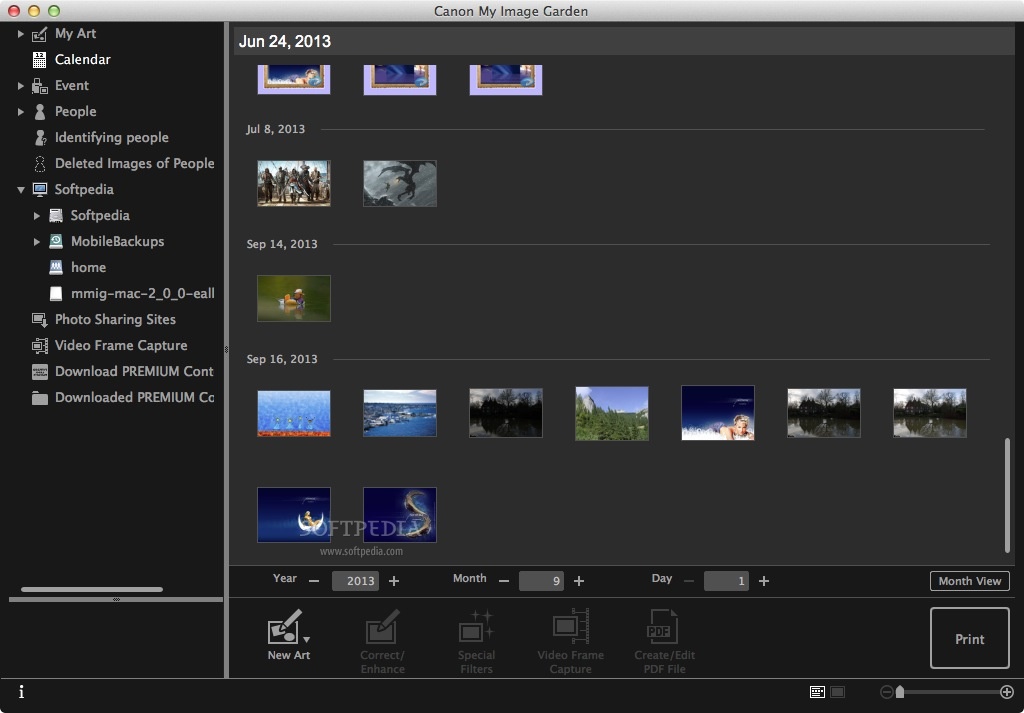 Canon My Image Garden
My Art
Calendar
Event
People
Identifying people
Deleted Images of People
Softpedia
Softpedia
MobileBackups
home
mmig-mac-2_0_0-eall
Photo Sharing Sites
Video Frame Capture
Download PREMIUM Cont
Downloaded PREMIUM Co
Jun 24, 2013
Jul 8, 2013
Sep 14, 2013
Sep 16, 2013
SOFTPEDIA
www.softpedia.com
Year − 2013 + Month − 9 + Day − 1 + Month View
New Art
Correct/
Enhance
Special
Filters
Video Frame
Capture
PDF
Create/Edit
PDF File
Print
i